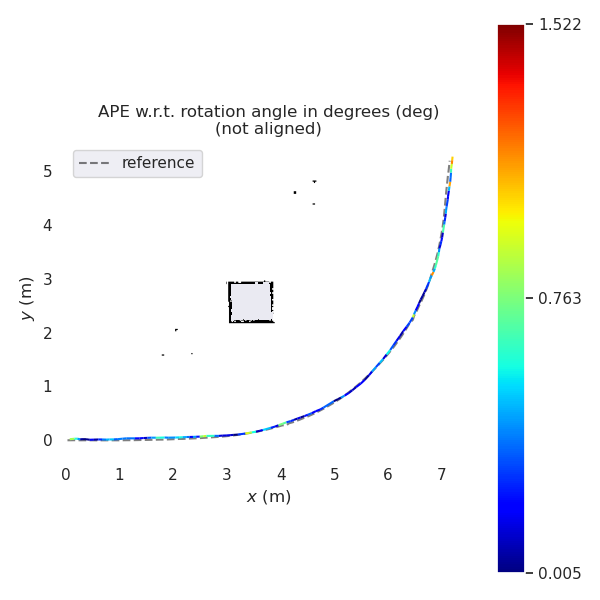 APE w.r.t. rotation angle in degrees (deg)
(not aligned)
reference
5
4
3
2
1
0
y (m)
0 1 2 3 4 5 6 7
x (m)
1.522
0.763
0.005